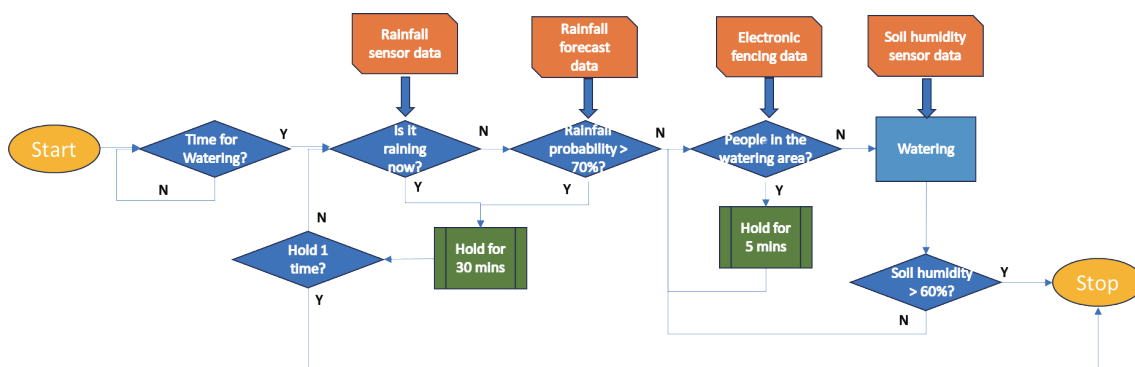 Rainfall
sensor data
Rainfall
forecast
data
Electronic
fencing data
Soil humidity
sensor data
Start
Time for
Watering?
Y
N
Is it
raining
now?
N
Y
Rainfall
probability >
70%?
N
Y
People in the
watering area?
N
Y
Watering
Hold for
30 mins
Hold 1
time?
N
Y
Hold for
5 mins
Soil humidity
> 60%?
Y
N
Stop